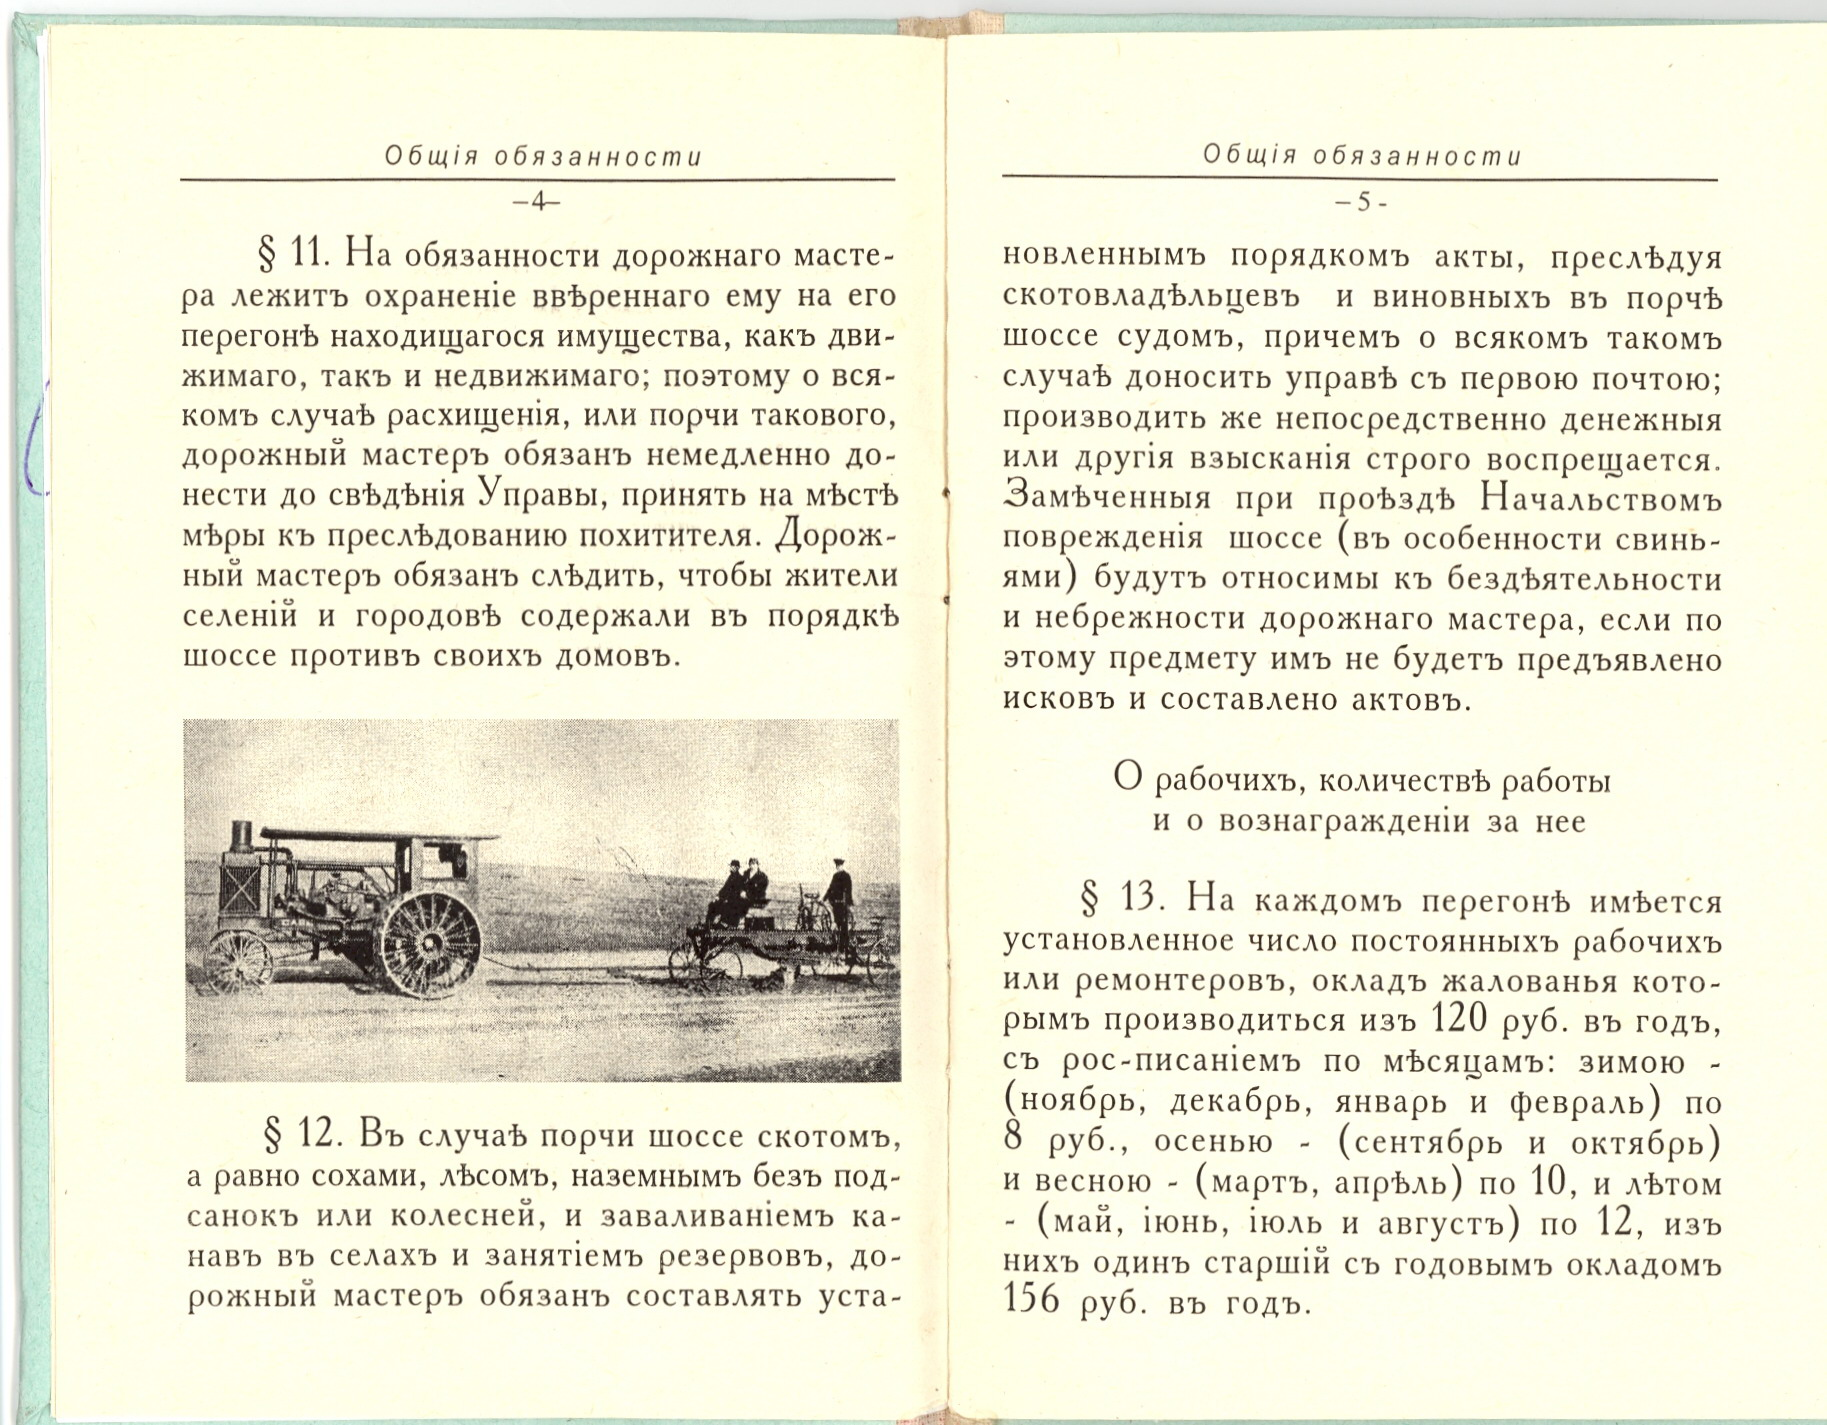 Общія обязанности
–4–
§ 11. На обязанности дорожнаго масте-
ра лежитъ охраненіе ввѣреннаго ему на его
перегонѣ находищагося имущества, какъ дви-
жимаго, такъ и недвижимаго; поэтому о вся-
комъ случаѣ расхищенія, или порчи такового,
дорожный мастеръ обязанъ немедленно до-
нести до свѣдѣнія Управы, принять на мѣстѣ
мѣры къ преслѣдованию похитителя. Дорож-
ный мастеръ обязанъ слѣдить, чтобы жители
селеній и городовѣ содержали въ порядкѣ
шоссе противъ своихъ домовъ.
§ 12. Въ случаѣ порчи шоссе скотомъ,
а равно сохами, лѣсомъ, наземнымъ безъ под-
санокъ или колесней, и заваливаніемъ ка-
навъ въ селахъ и занятіемъ резервовъ, до-
рожный мастеръ обязанъ составлять уста-
Общія обязанности
–5-
новленнымъ порядкомъ акты, преслѣдуя
скотовладѣльцевъ и виновныхъ въ порчѣ
шоссе судомъ, причемъ о всякомъ такомъ
случаѣ доносить управѣ съ первою почтою;
производить же непосредственно денежныя
или другія взысканія строго воспрещается.
Замѣченныя при проѣздѣ Начальствомъ
поврежденія шоссе (въ особенности свинь-
ями) будутъ относимы къ бездѣятельности
и небрежности дорожнаго мастера, если по
этому предмету имъ не будетъ предъявлено
исковъ и составлено актовъ.
О рабочихъ, количествѣ работы
и о вознагражденіи за нее
§ 13. На каждомъ перегонѣ имѣется
установленное число постоянныхъ рабочихъ
или ремонтеровъ, окладъ жалованья кото-
рымъ производиться изъ 120 руб. въ годъ,
съ рос-писаніемъ по мѣсяцамъ: зимою -
(ноябрь, декабрь, январь и февраль) по
8 руб., осенью - (сентябрь и октябрь)
и весною - (мартъ, апрѣль) по 10, и лѣтом
- (май, іюнь, іюль и августъ) по 12, изъ
нихъ одинъ старшій съ годовымъ окладомъ
156 руб. въ годъ.